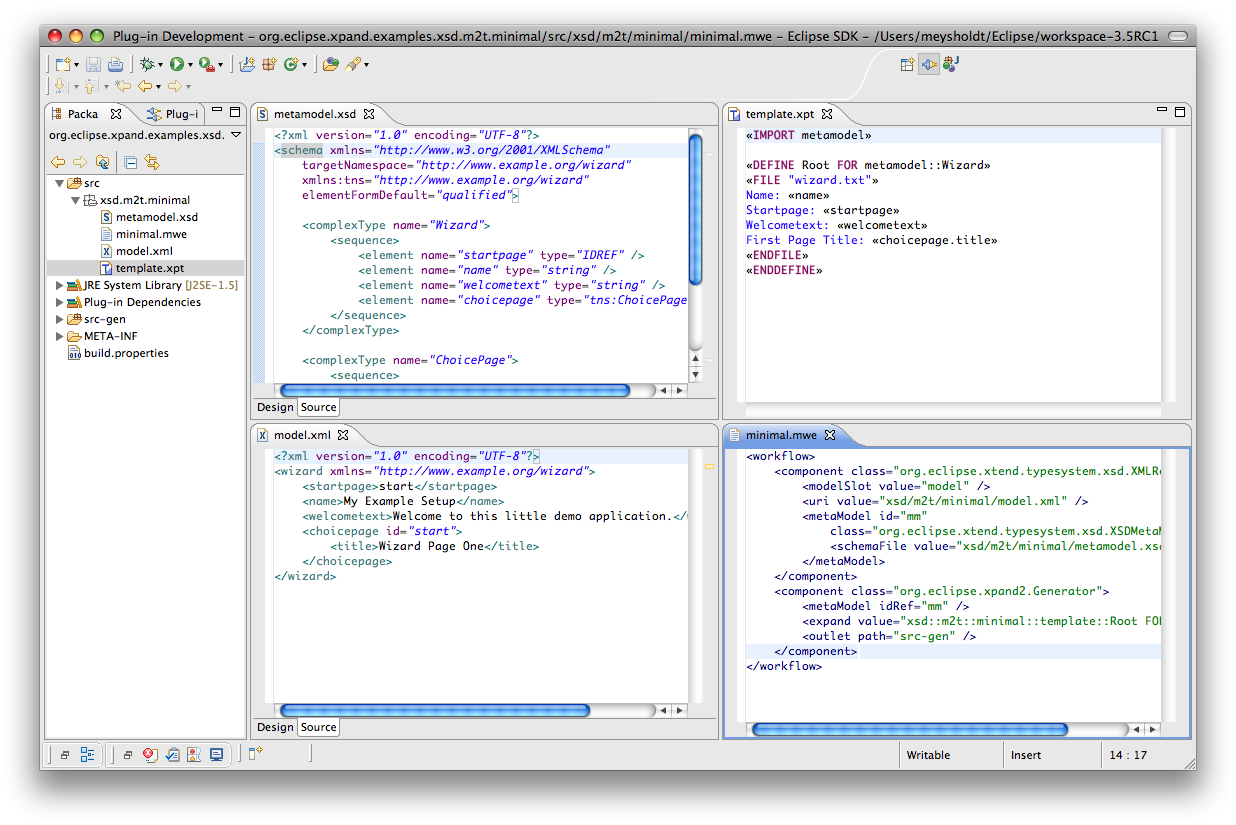 Plug-in Development – org.eclipse.xpand.examples.xsd.m2t.minimal/src/xsd/m2t/minimal/minimal.mwe – Eclipse SDK – /Users/meysholdt/Eclipse/workspace-3.5RC1
Packa
Plug-i
org.eclipse.xpand.examples.xsd.
src
xsd.m2t.minimal
metamodel.xsd
minimal.mwe
model.xml
template.xpt
JRE System Library [J2SE-1.5]
Plug-in Dependencies
src-gen
META-INF
build.properties
metamodel.xsd
<?xml version="1.0" encoding="UTF-8"?>
<schema xmlns="http://www.w3.org/2001/XMLSchema"
targetNamespace="http://www.example.org/wizard"
xmlns:tns="http://www.example.org/wizard"
elementFormDefault="qualified">
<complexType name="Wizard">
<sequence>
<element name="startpage" type="IDREF" />
<element name="name" type="string" />
<element name="welcometext" type="string" />
<element name="choicepage" type="tns:ChoicePage
</sequence>
</complexType>
<complexType name="ChoicePage">
<sequence>
Design
Source
template.xpt
«IMPORT metamodel»
«DEFINE Root FOR metamodel::Wizard»
«FILE "wizard.txt"»
Name: «name»
Startpage: «startpage»
Welcometext: «welcometext»
First Page Title: «choicepage.title»
«ENDFILE»
«ENDDEFINE»
model.xml
<?xml version="1.0" encoding="UTF-8"?>
<wizard xmlns="http://www.example.org/wizard">
<startpage>start</startpage>
<name>My Example Setup</name>
<welcometext>Welcome to this little demo application.</
<choicepage id="start">
<title>Wizard Page One</title>
</choicepage>
</wizard>
Design
Source
minimal.mwe
<workflow>
<component class="org.eclipse.xtend.typesystem.xsd.XMLRe
<modelSlot value="model" />
<uri value="xsd/m2t/minimal/model.xml" />
<metaModel id="mm"
class="org.eclipse.xtend.typesystem.xsd.XSDMetaM
<schemaFile value="xsd/m2t/minimal/metamodel.xsd
</metaModel>
</component>
<component class="org.eclipse.xpand2.Generator">
<metaModel idRef="mm" />
<expand value="xsd::m2t::minimal::template::Root FOR
<outlet path="src-gen" />
</component>
</workflow>
Writable
Insert
14 : 17